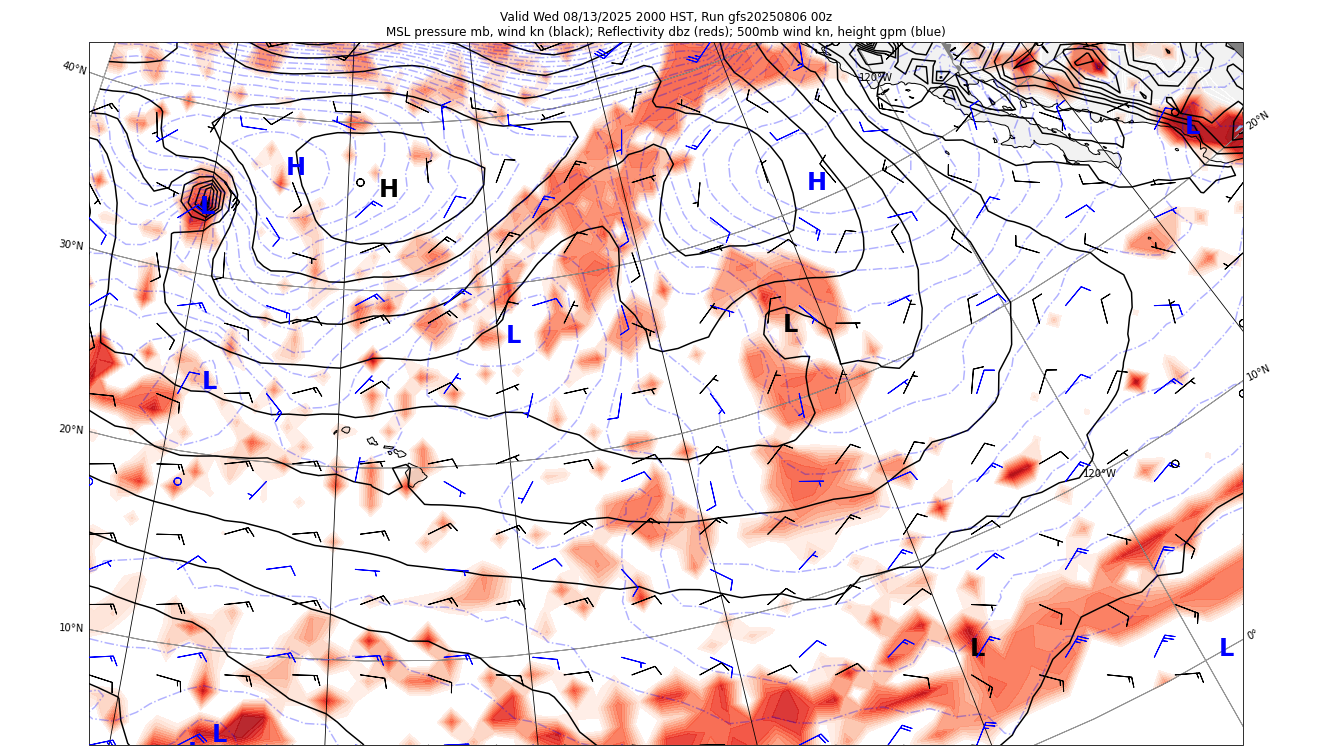 Valid Wed 08/13/2025 2000 HST, Run gfs20250806 00z
MSL pressure mb, wind kn (black); Reflectivity dbz (reds); 500mb wind kn, height gpm (blue)
40°N
120°W
20°N
L
H
H
H
L
30°N
L
L
10°N
L
20°N
120°W
10°N
0°
L
L
L